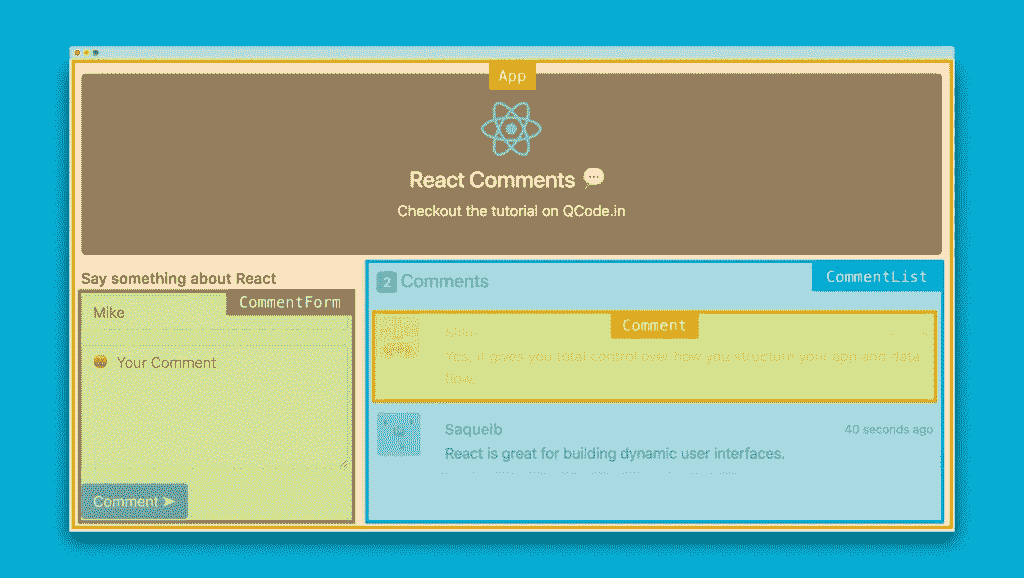 App
React Comments
Checkout the tutorial on QCode.in
Say something about React
CommentForm
Mike
Your Comment
Comment
2 Comments
CommentList
Comment
Yes, it gives you total control over how you structure your app and data
flow.
Saqueib
40 seconds ago
React is great for building dynamic user interfaces.